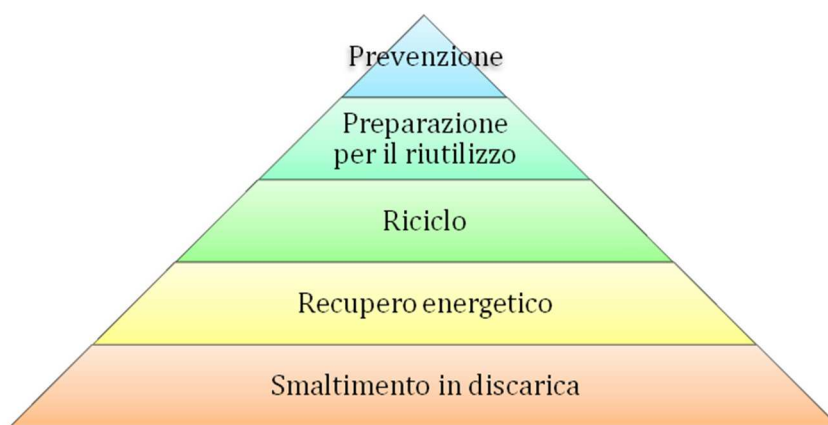 Prevenzione
Preparazione
per il riutilizzo
Riciclo
Recupero energetico
Smaltimento in discarica